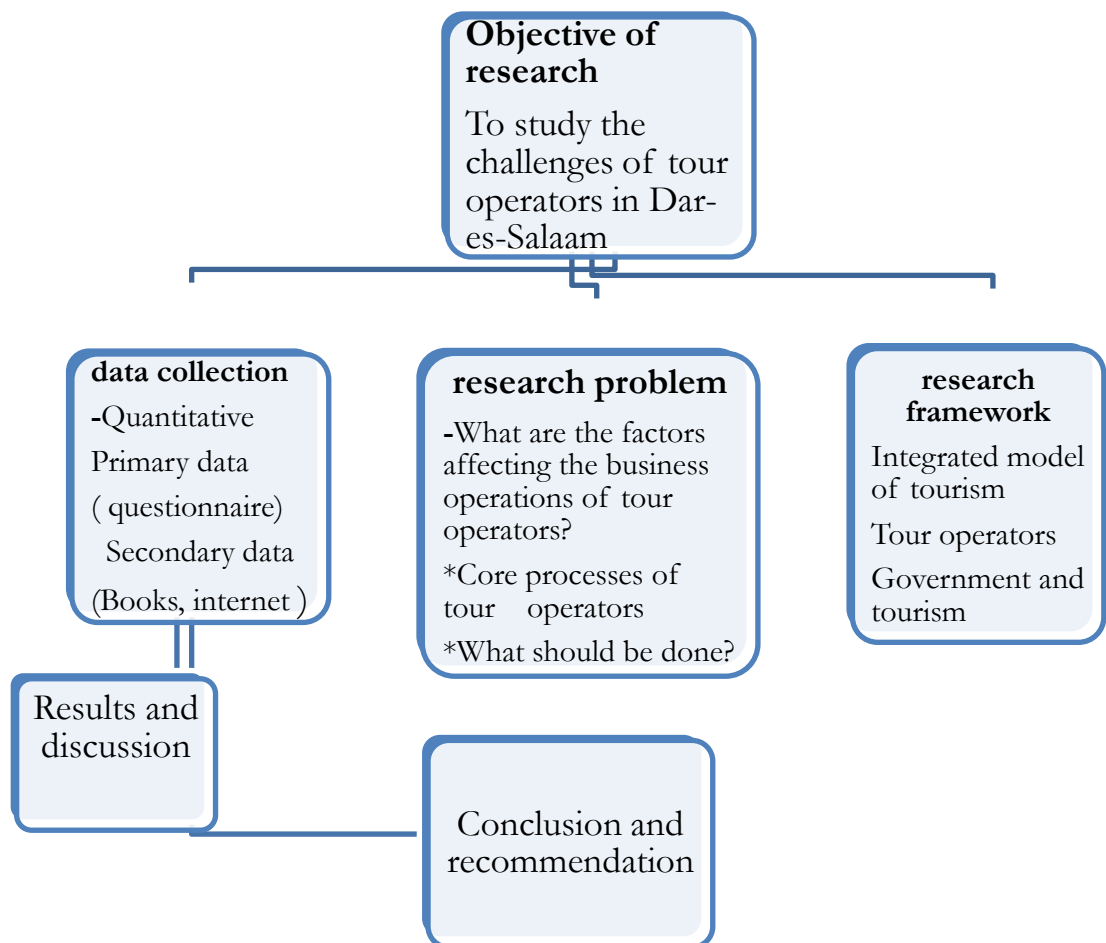 Objective of
research
To study the
challenges of tour
operators in Dar-
es-Salaam
data collection
-Quantitative
Primary data
( questionnaire)
Secondary data
(Books, internet )
research problem
-What are the factors
affecting the business
operations of tour
operators?
*Core processes of
tour operators
*What should be done?
research
framework
Integrated model
of tourism
Tour operators
Government and
tourism
Results and
discussion
Conclusion and
recommendation